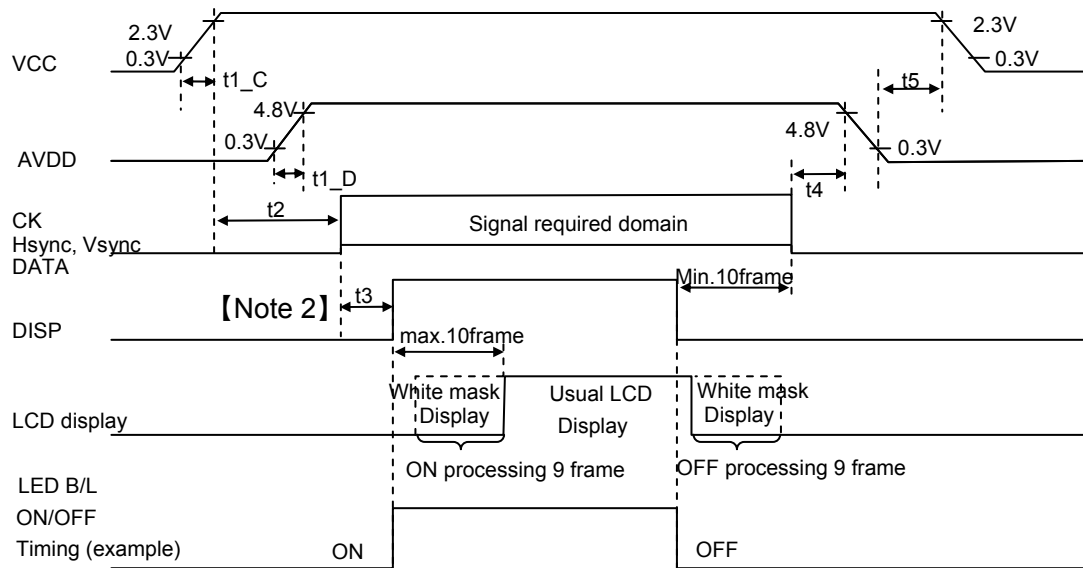 2.3V
2.3V
0.3V
0.3V
VCC
t1_C
t5
4.8V
4.8V
0.3V
0.3V
AVDD
t1_D
t4
t2
CK
Hsync, Vsync
DATA
Signal required domain
Min.10frame
【Note 2】
t3
DISP
max.10frame
White mask
Display
Usual LCD
Display
White mask
Display
LCD display
ON processing 9 frame
OFF processing 9 frame
LED B/L
ON/OFF
Timing (example)
ON
OFF